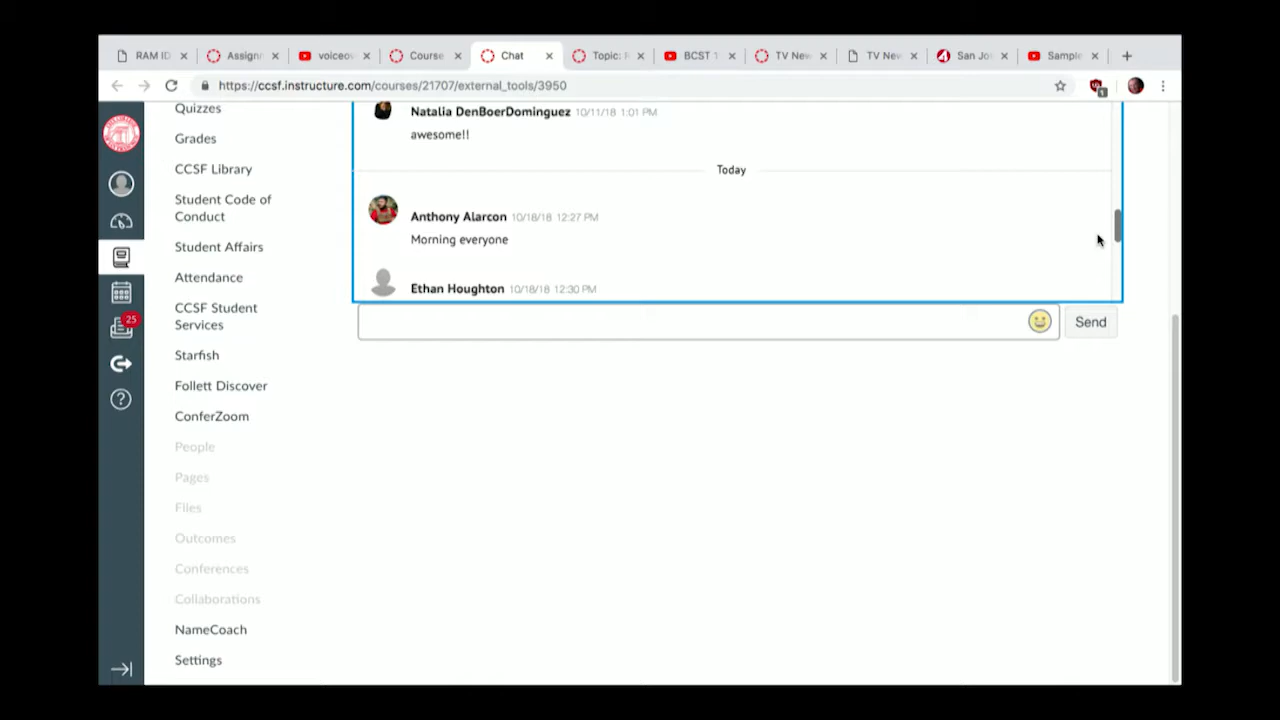 RAM ID
Assignm
voiceov
Course
Chat
Topic: F
BCST 1
TV New
TV New
San Jo
Sample
https://ccsf.instructure.com/courses/21707/external_tools/3950
1
Quizzes
Grades
CCSF Library
Student Code of
Conduct
Student Affairs
Attendance
CCSF Student
Services
Starfish
Follett Discover
ConferZoom
People
Pages
Files
Outcomes
Conferences
Collaborations
NameCoach
Settings
25
Natalia DenBoerDominguez 10/11/18 1:01 PM
awesome!!
Today
Anthony Alarcon 10/18/18 12:27 PM
Morning everyone
Ethan Houghton 10/18/18 12:30 PM
Send